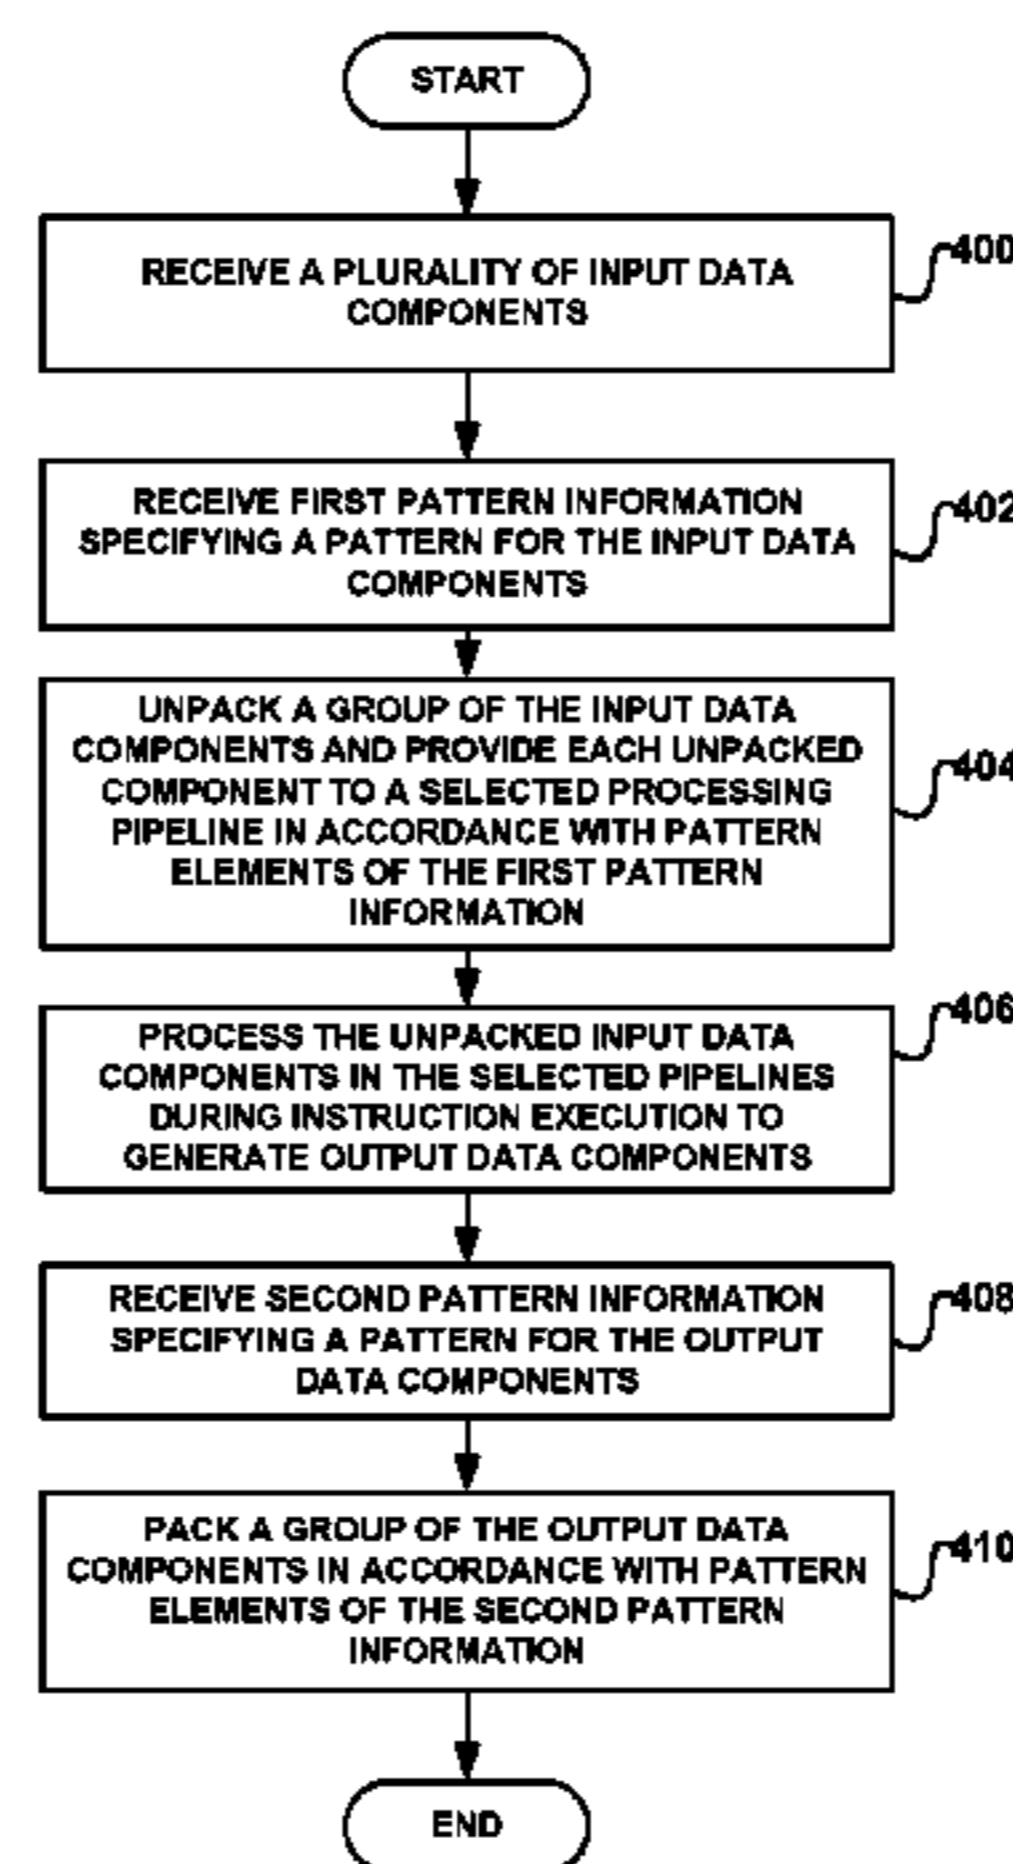 START
RECEIVE A PLURALITY OF INPUT DATA
COMPONENTS
400
RECEIVE FIRST PATTERN INFORMATION
SPECIFYING A PATTERN FOR THE INPUT DATA
COMPONENTS
402
UNPACK A GROUP OF THE INPUT DATA
COMPONENTS AND PROVIDE EACH UNPACKED
COMPONENT TO A SELECTED PROCESSING
PIPELINE IN ACCORDANCE WITH PATTERN
ELEMENTS OF THE FIRST PATTERN
INFORMATION
404
PROCESS THE UNPACKED INPUT DATA
COMPONENTS IN THE SELECTED PIPELINES
DURING INSTRUCTION EXECUTION TO
GENERATE OUTPUT DATA COMPONENTS
406
RECEIVE SECOND PATTERN INFORMATION
SPECIFYING A PATTERN FOR THE OUTPUT
DATA COMPONENTS
408
PACK A GROUP OF THE OUTPUT DATA
COMPONENTS IN ACCORDANCE WITH PATTERN
ELEMENTS OF THE SECOND PATTERN
INFORMATION
410
END